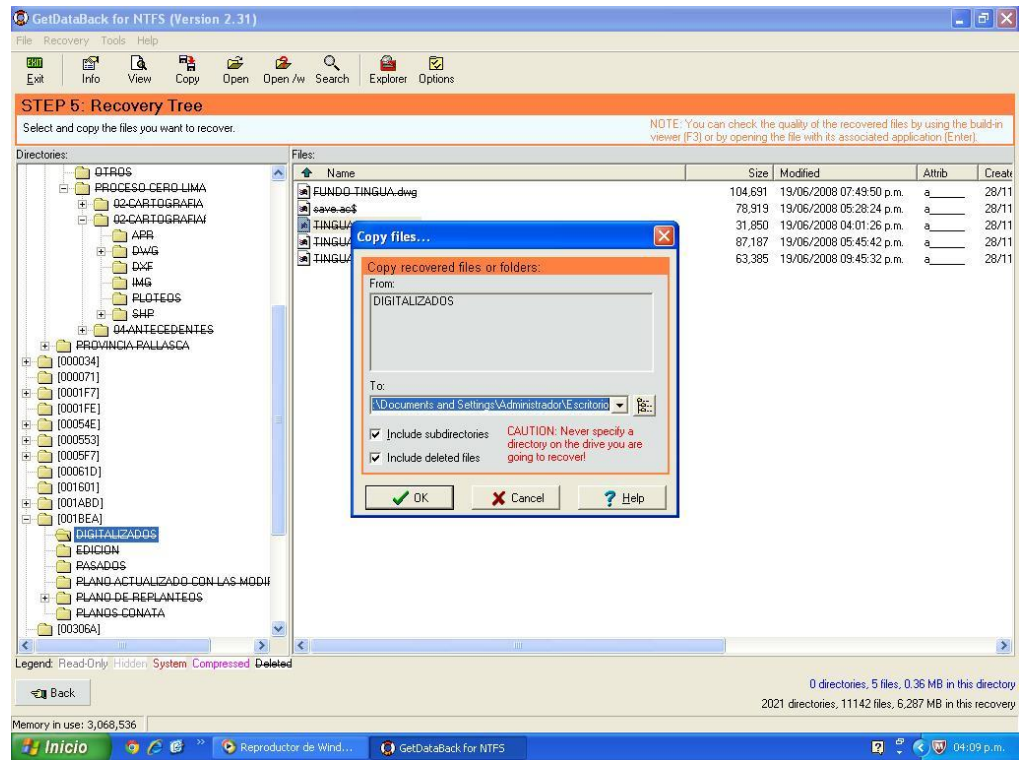 GetDataBack for NTFS (Version 2.31)
File Recovery Tools Help
EXIT
Exit Info View Copy Open Open /w Search Explorer Options
STEP 5: Recovery Tree
Select and copy the files you want to recover.
NOTE: You can check the quality of the recovered files by using the build-in
viewer (F3) or by opening the file with its associated application (Enter).
Directories:
OTROS
PROCESO CERO LIMA
02-CARTOGRAFIA
02-CARTOGRAFIAf
APR
DWG
DXF
IMG
PLOTEOS
SHP
04-ANTECEDENTES
PROVINCIA PALLASCA
[000034]
[000071]
[0001F7]
[0001FE]
[00054E]
[000553]
[0005F7]
[00061D]
[001601]
[001ABD]
[001BEA]
DIGITALIZADOS
EDICION
PASADOS
PLANO ACTUALIZADO CON LAS MODIF
PLANO DE REPLANTEOS
PLANOS CONATA
[00306A]
Files:
Name Size Modified Attrib Create
FUNDO TINGUA.dwg 104,691 19/06/2008 07:49:50 p.m. a_____ 28/11
save.ac$ 78,919 19/06/2008 05:28:24 p.m. a_____ 28/11
TINGUA 31,850 19/06/2008 04:01:26 p.m. a_____ 28/11
TINGUA 87,187 19/06/2008 05:45:42 p.m. a_____ 28/11
TINGUA 63,385 19/06/2008 09:45:32 p.m. a_____ 28/11
Copy files...
Copy recovered files or folders:
From:
DIGITALIZADOS
To:
\Documents and Settings\Administrador\Escritorio
Include subdirectories
Include deleted files
CAUTION: Never specify a
directory on the drive you are
going to recover!
OK Cancel Help
Legend: Read-Only Hidden System Compressed Deleted
Back
0 directories, 5 files, 0.36 MB in this directory
2021 directories, 11142 files, 6,287 MB in this recovery
Memory in use: 3,068,536
Inicio Reproductor de Wind... GetDataBack for NTFS 04:09 p.m.